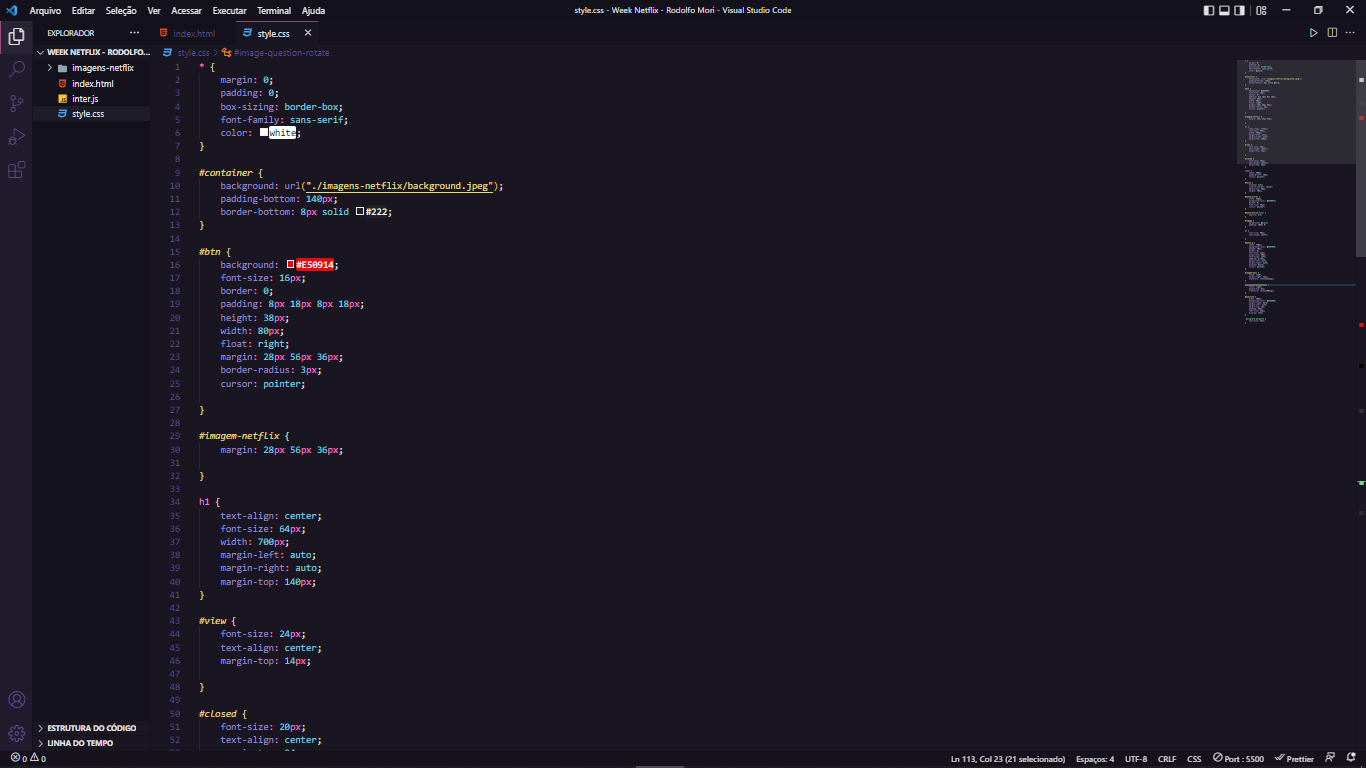 Arquivo Editar Seleção Ver Acessar Executar Terminal Ajuda
style.css - Week Netflix - Rodolfo Mori - Visual Studio Code
EXPLORADOR ···
WEEK NETFLIX - RODOLFO...
imagens-netflix
index.html
inter.js
style.css
ESTRUTURA DO CÓDIGO
LINHA DO TEMPO
index.html
style.css
style.css > #image-question-rotate
1 * {
2 margin: 0;
3 padding: 0;
4 box-sizing: border-box;
5 font-family: sans-serif;
6 color: white;
7 }
8
9 #container {
10 background: url("./imagens-netflix/background.jpeg");
11 padding-bottom: 140px;
12 border-bottom: 8px solid #222;
13 }
14
15 #btn {
16 background: #E50914;
17 font-size: 16px;
18 border: 0;
19 padding: 8px 18px 8px 18px;
20 height: 38px;
21 width: 80px;
22 float: right;
23 margin: 28px 56px 36px;
24 border-radius: 3px;
25 cursor: pointer;
26
27 }
28
29 #imagem-netflix {
30 margin: 28px 56px 36px;
31
32 }
33
34 h1 {
35 text-align: center;
36 font-size: 64px;
37 width: 700px;
38 margin-left: auto;
39 margin-right: auto;
40 margin-top: 140px;
41 }
42
43 #view {
44 font-size: 24px;
45 text-align: center;
46 margin-top: 14px;
47
48 }
49
50 #closed {
51 font-size: 20px;
52 text-align: center;
0 0
Ln 113, Col 23 (21 selecionado) Espaços: 4 UTF-8 CRLF CSS Port : 5500 Prettier